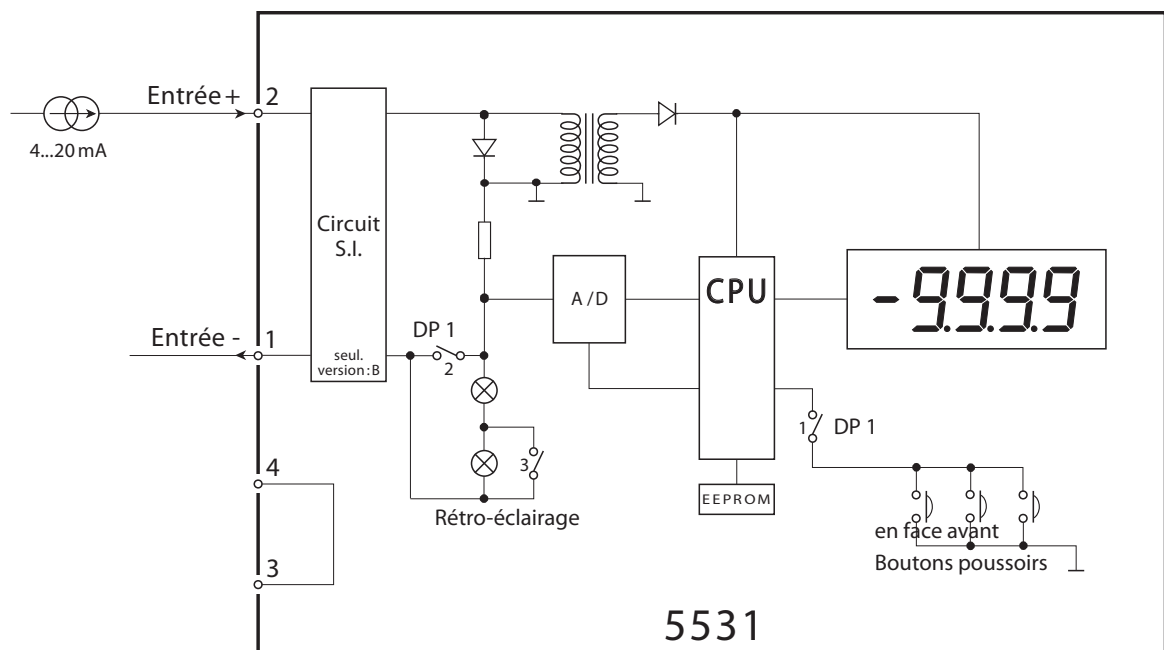 Entrée +
2
4...20 mA
Circuit
S.I.
A / D
CPU
-9.9.9.9
Entrée -
1
DP 1
2
seul.
version : B
1
DP 1
4
3
EEPROM
Rétro-éclairage
en face avant
Boutons poussoirs
3
5531